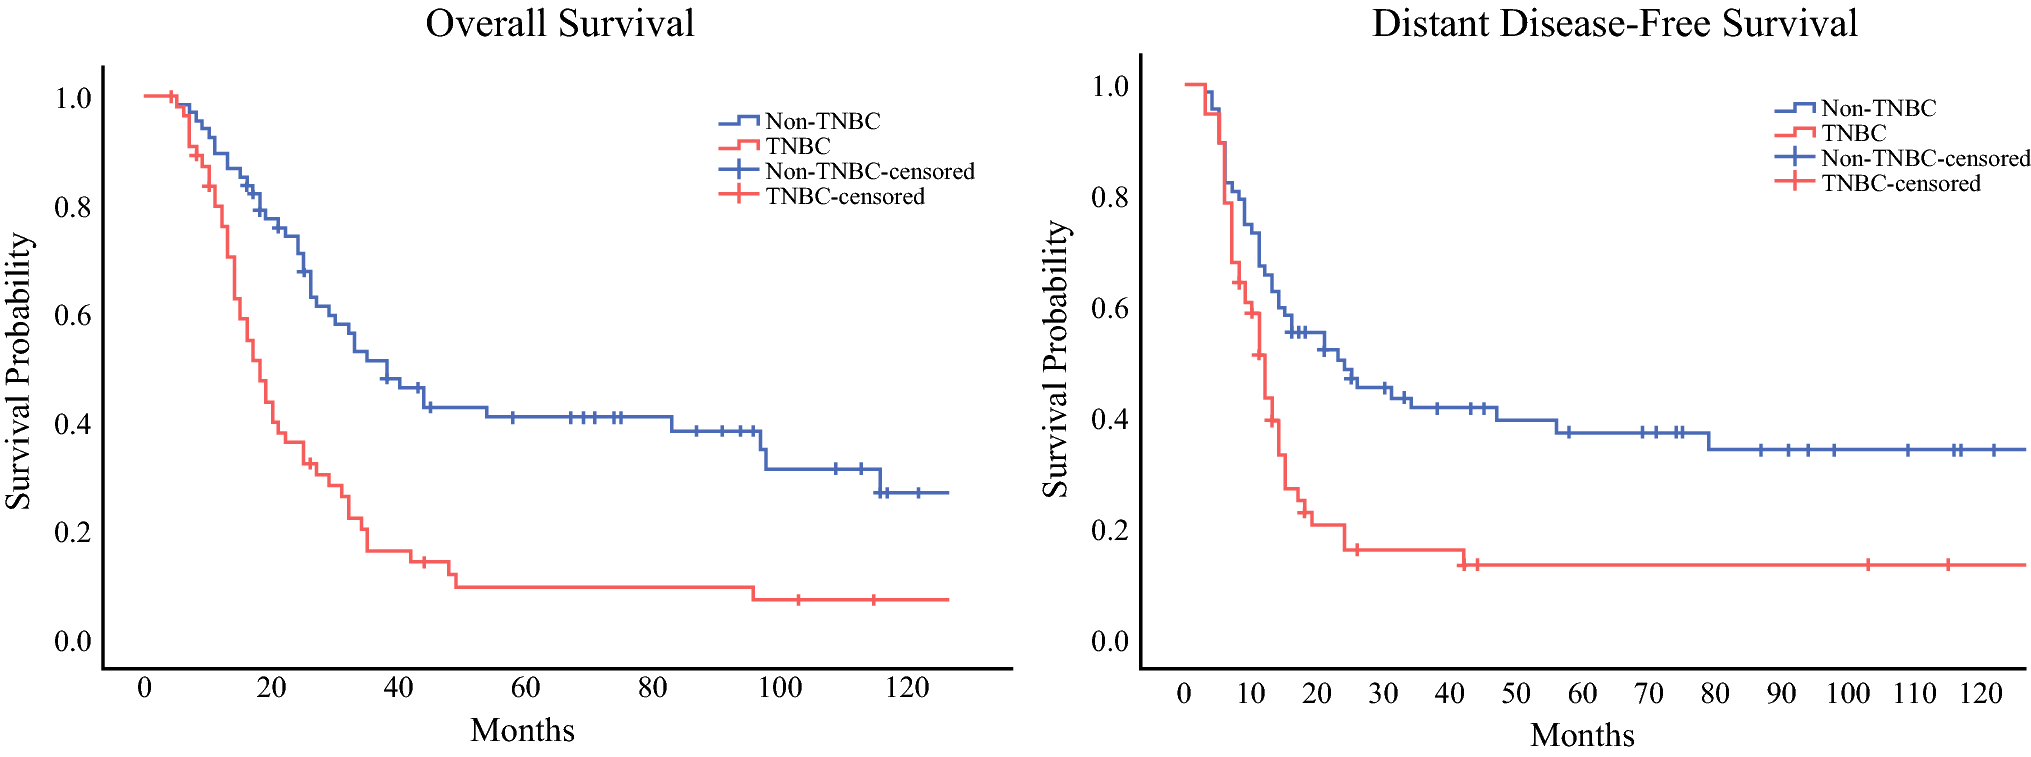 Overall Survival
Survival Probability
1.0
0.8
0.6
0.4
0.2
0.0
Non-TNBC
TNBC
Non-TNBC-censored
TNBC-censored
0 20 40 60 80 100 120
Months
Distant Disease-Free Survival
Survival Probability
1.0
0.8
0.6
0.4
0.2
0.0
Non-TNBC
TNBC
Non-TNBC-censored
TNBC-censored
0 10 20 30 40 50 60 70 80 90 100 110 120
Months